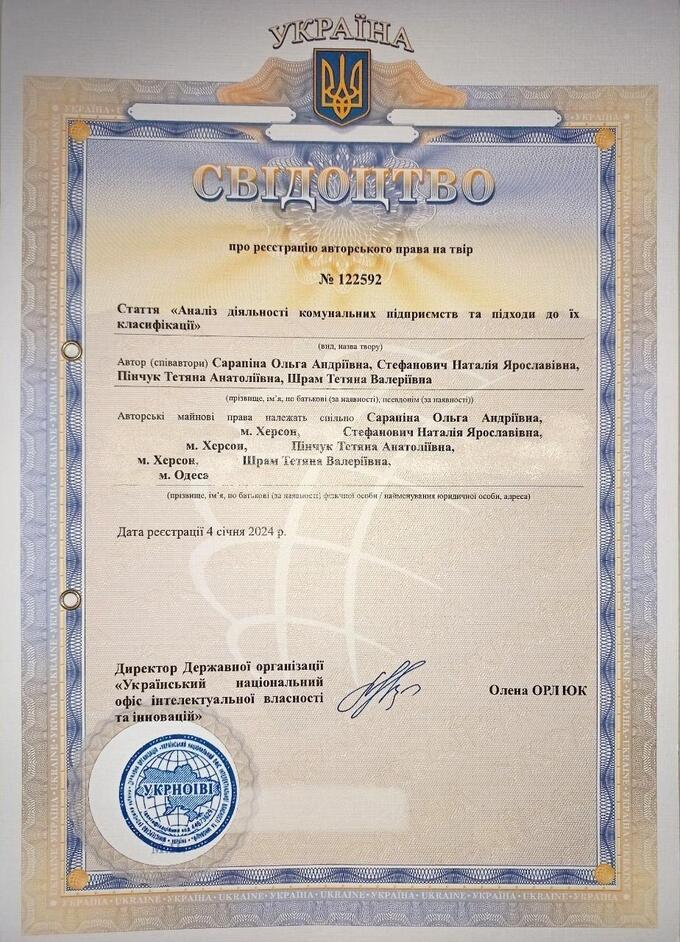 УКРАЇНА
СВІДОЦТВО
про реєстрацію авторського права на твір
№ 122592
Стаття «Аналіз діяльності комунальних підприємств та підходи до їх
класифікації»
(вид, назва твору)
Автор (співавтори) Сарапіна Ольга Андріївна, Стефанович Наталія Ярославівна,
Пінчук Тетяна Анатоліївна, Шрам Тетяна Валеріївна
(прізвище, ім'я, по батькові (за наявності), псевдонім (за наявності))
Авторські майнові права належать спільно Сарапіна Ольга Андріївна,
м. Херсон, Стефанович Наталія Ярославівна,
м. Херсон, Пінчук Тетяна Анатоліївна,
м. Херсон, Шрам Тетяна Валеріївна,
м. Одеса
(прізвище, ім'я, по батькові (за наявності) фізичної особи / найменування юридичної особи, адреса)
Дата реєстрації 4 січня 2024 р.
Директор Державної організації
«Український національний
офіс інтелектуальної власності
та інновацій»
Олена ОРЛЮК
УКРНОІВІ